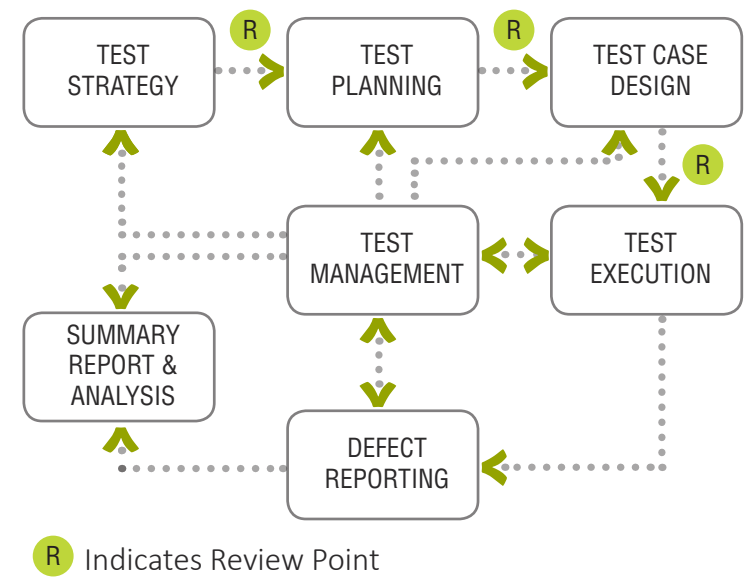 TEST
STRATEGY
R
TEST
PLANNING
R
TEST CASE
DESIGN
R
TEST
MANAGEMENT
TEST
EXECUTION
SUMMARY
REPORT &
ANALYSIS
DEFECT
REPORTING
R Indicates Review Point